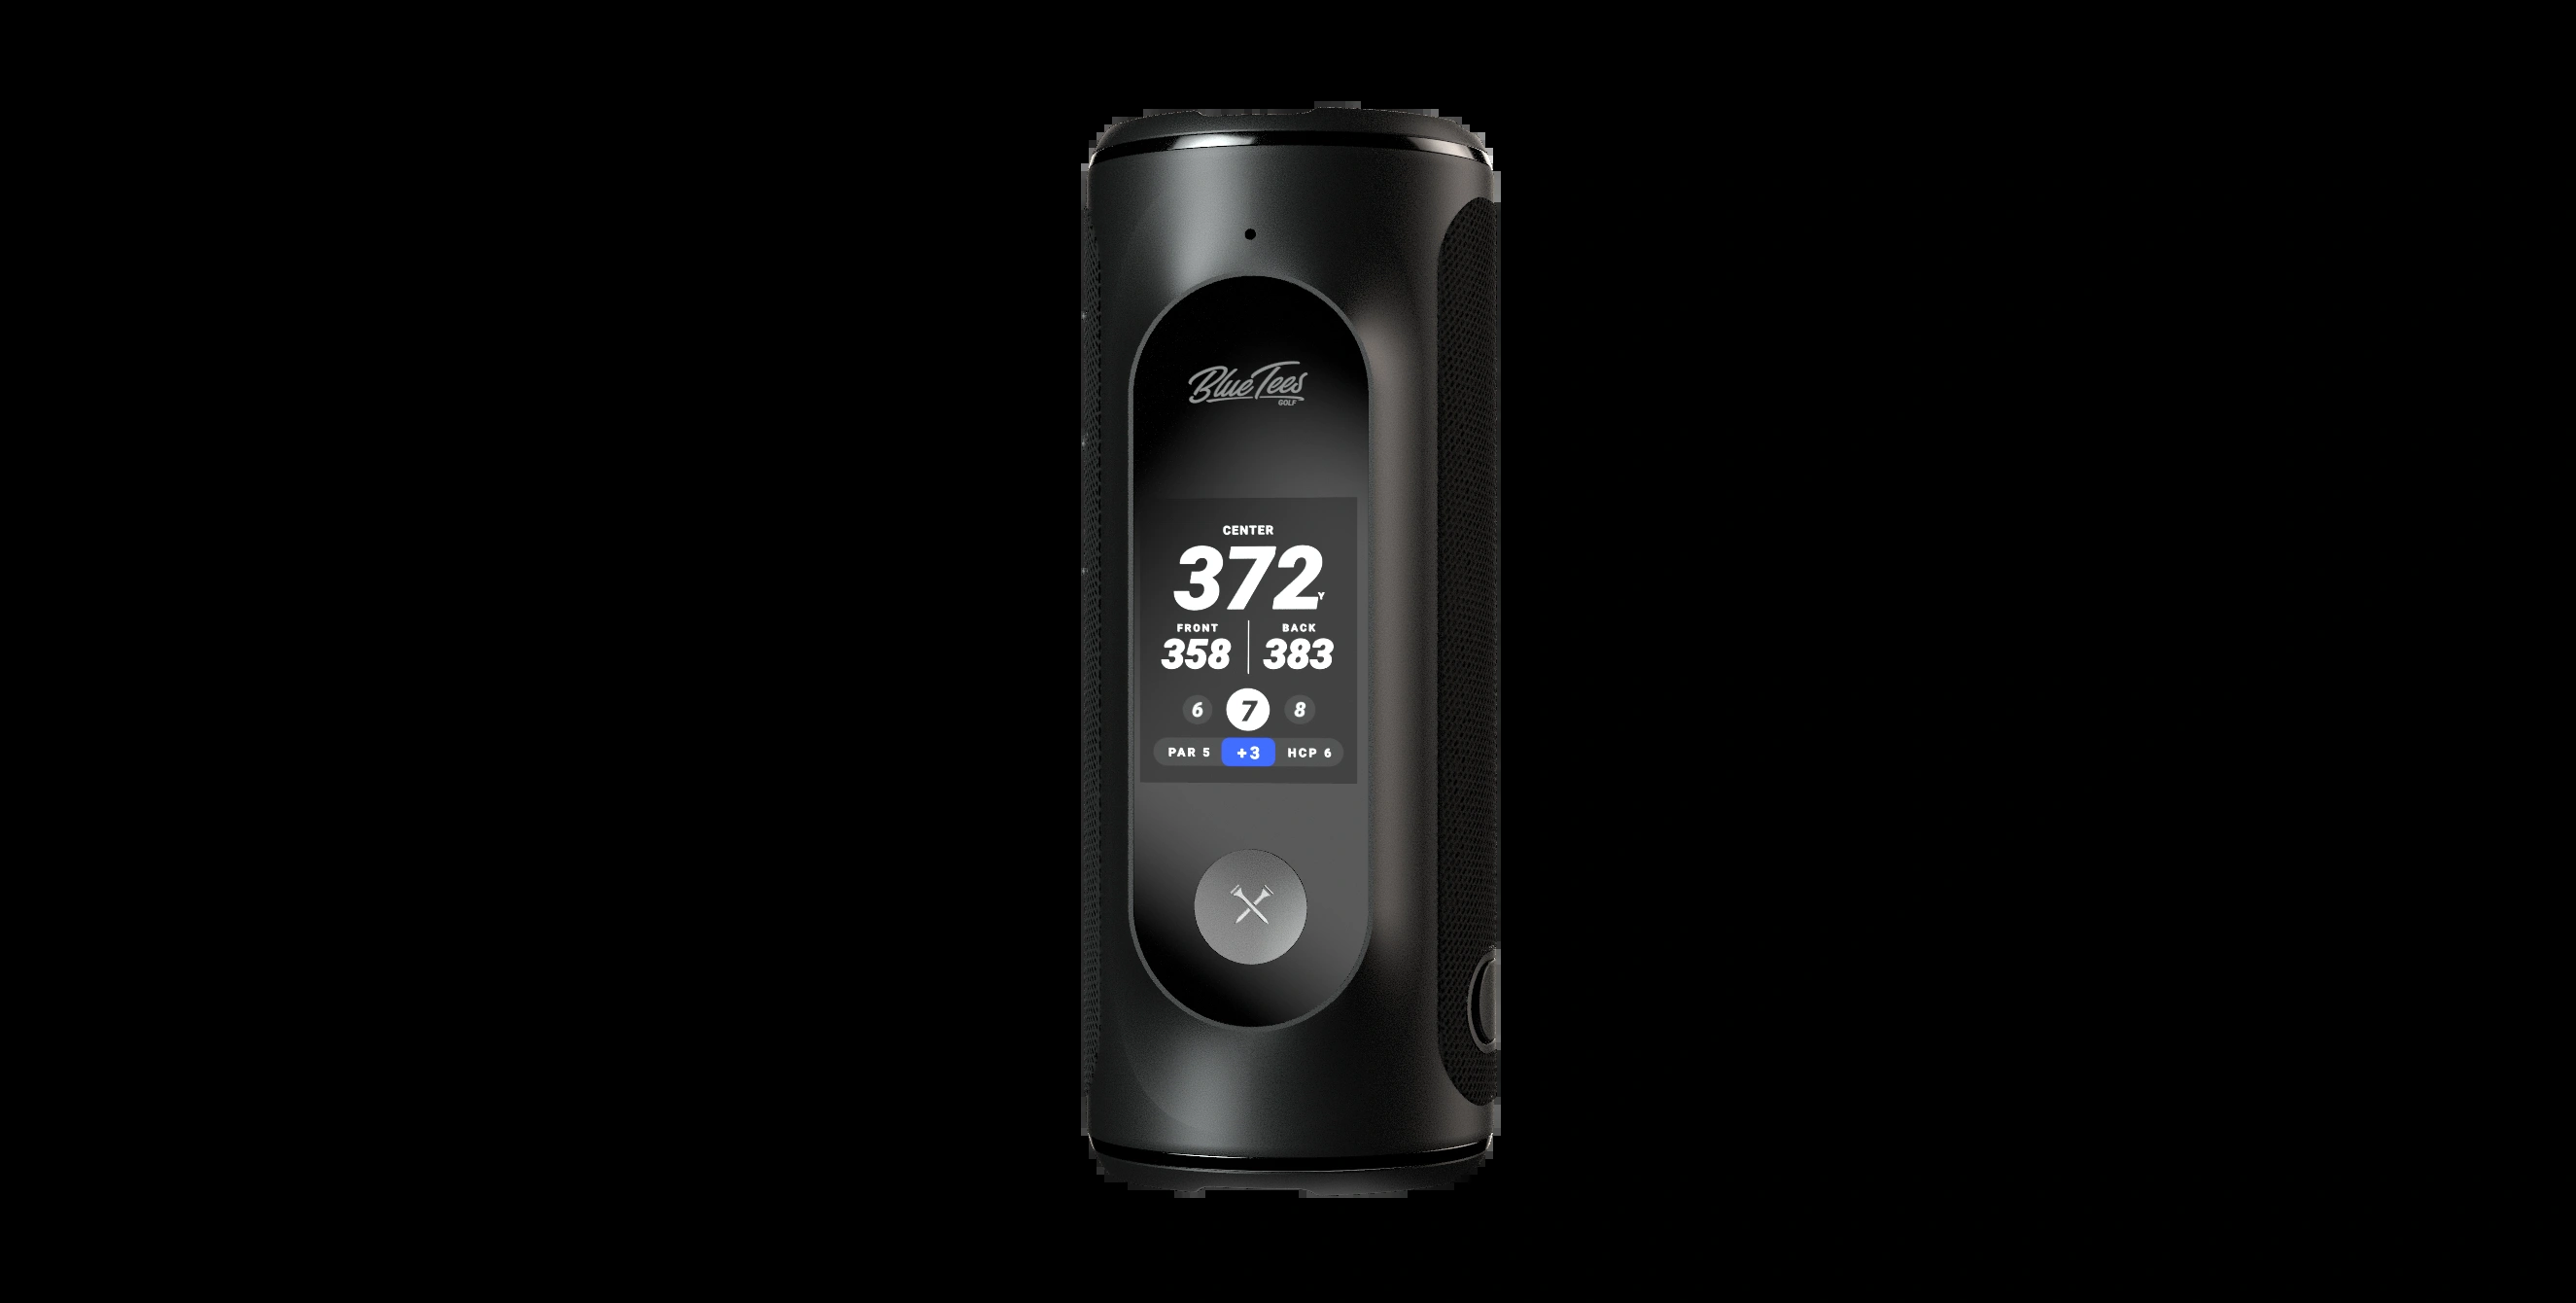 Blue Tees
GOLF
CENTER
372Y
FRONT BACK
358 383
6 7 8
PAR 5 +3 HCP 6